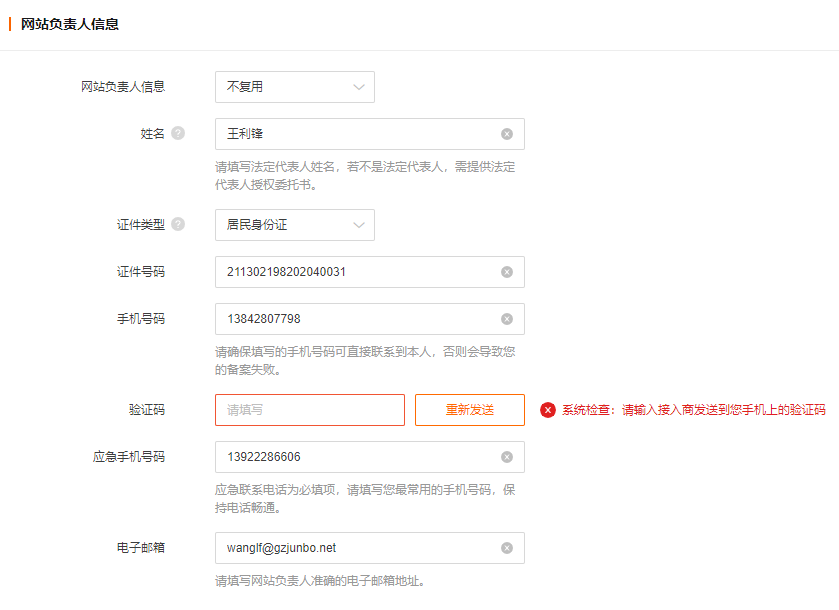 网站负责人信息
网站负责人信息 不复用
姓名 ? 王利锋
请填写法定代表人姓名，若不是法定代表人，需提供法定
代表人授权委托书。
证件类型 ? 居民身份证
证件号码 211302198202040031
手机号码 13842807798
请确保填写的手机号码可直接联系到本人，否则会导致您
的备案失败。
验证码 请填写 重新发送 系统检查：请输入接入商发送到您手机上的验证码
应急手机号码 13922286606
应急联系电话为必填项，请填写您最常用的手机号码，保
持电话畅通。
电子邮箱 wanglf@gzjunbo.net
请填写网站负责人准确的电子邮箱地址。